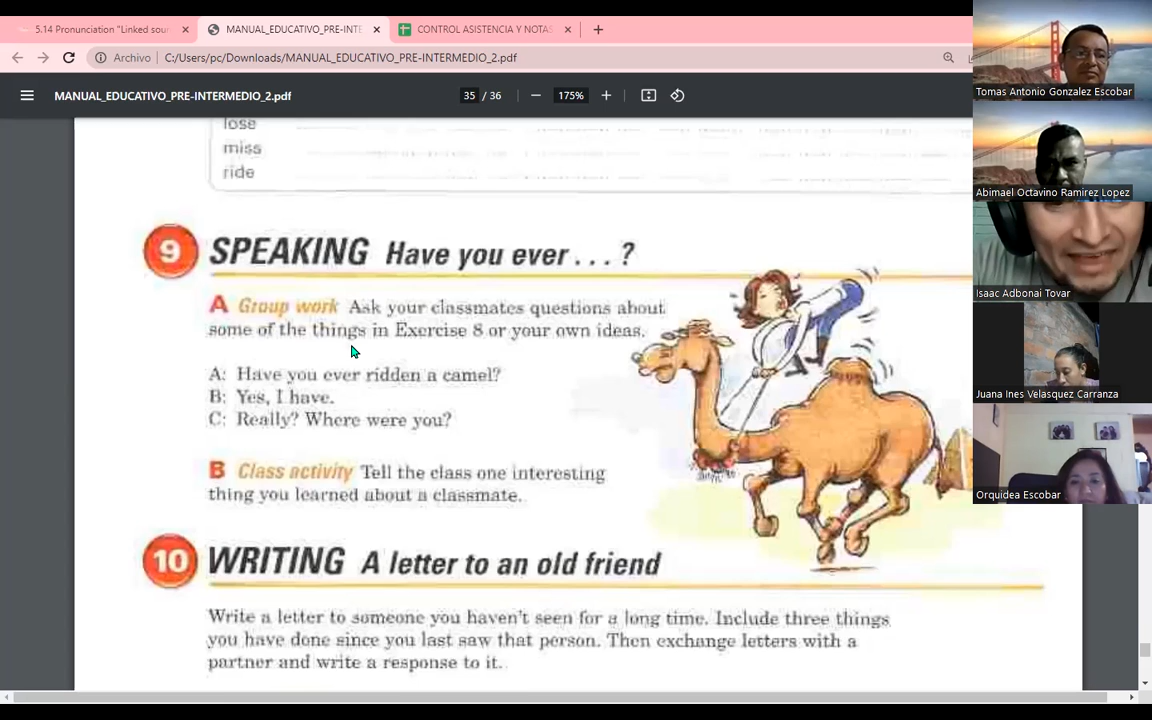 5.14 Pronunciation "Linked sour
MANUAL_EDUCATIVO_PRE-INTE
CONTROL ASISTENCIA Y NOTAS
Archivo
C:/Users/pc/Downloads/MANUAL_EDUCATIVO_PRE-INTERMEDIO_2.pdf
MANUAL_EDUCATIVO_PRE-INTERMEDIO_2.pdf
35 / 36
175%
lose
miss
ride
9 SPEAKING Have you ever . . . ?
A Group work Ask your classmates questions about
some of the things in Exercise 8 or your own ideas.
A: Have you ever ridden a camel?
B: Yes, I have.
C: Really? Where were you?
B Class activity Tell the class one interesting
thing you learned about a classmate.
10 WRITING A letter to an old friend
Write a letter to someone you haven't seen for a long time. Include three things
you have done since you last saw that person. Then exchange letters with a
partner and write a response to it.
Tomas Antonio Gonzalez Escobar
Abimael Octavino Ramirez Lopez
Isaac Adbonai Tovar
Juana Ines Velasquez Carranza
Orquidea Escobar